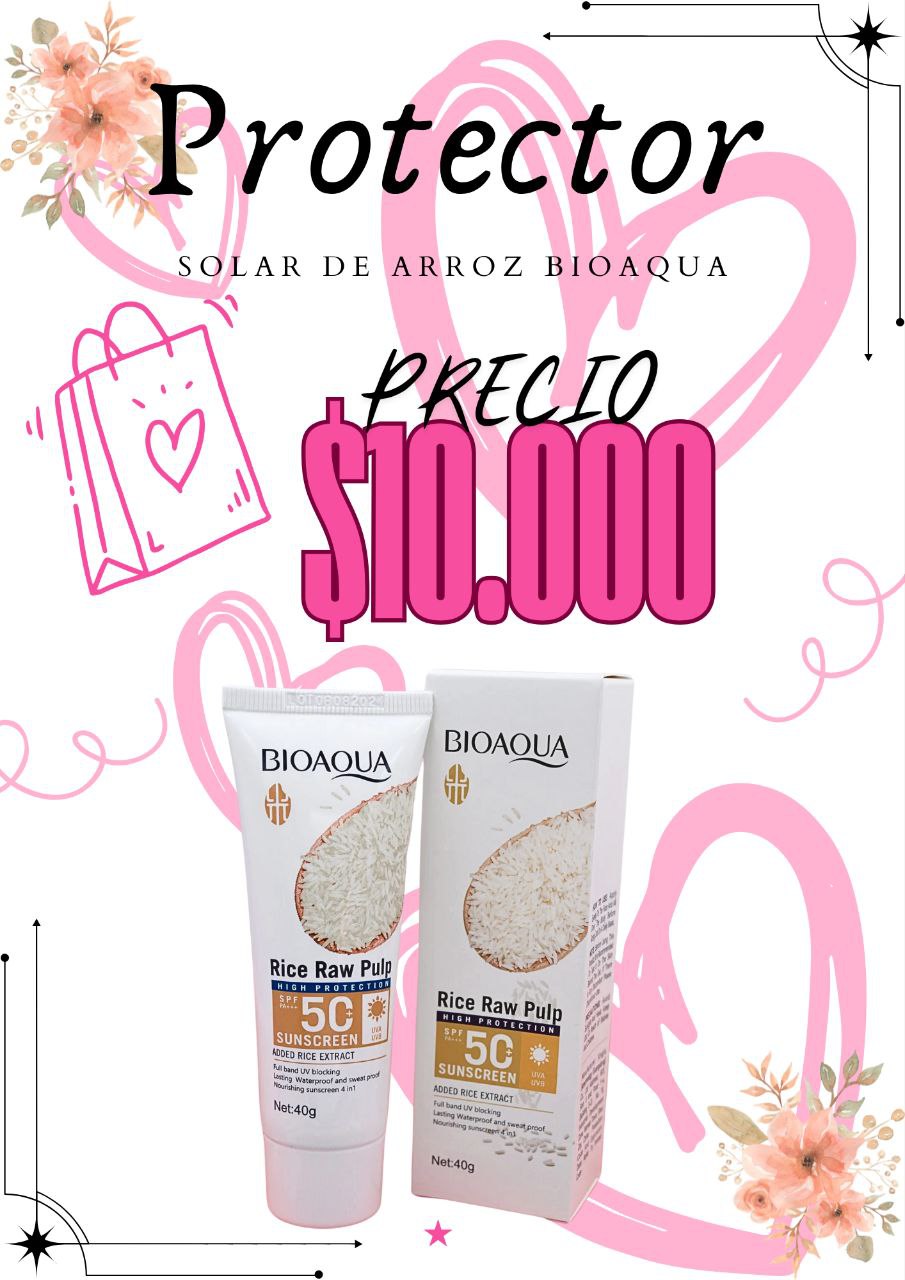 Protector
SOLAR DE ARROZ BIOAQUA
PRECIO
$10.000
BIOAQUA
Rice Raw Pulp
HIGH PROTECTION
SPF
PA+++
50+
SUNSCREEN
UVA
UVB
ADDED RICE EXTRACT
Full band UV blocking
Lasting Waterproof and sweat proof
Nourishing sunscreen 4 in1
Net:40g
BIOAQUA
Rice Raw Pulp
HIGH PROTECTION
SPF
PA+++
50+
SUNSCREEN
UVA
UVB
ADDED RICE EXTRACT
Full band UV blocking
Lasting Waterproof and sweat proof
Nourishing sunscreen 4 in1
Net:40g